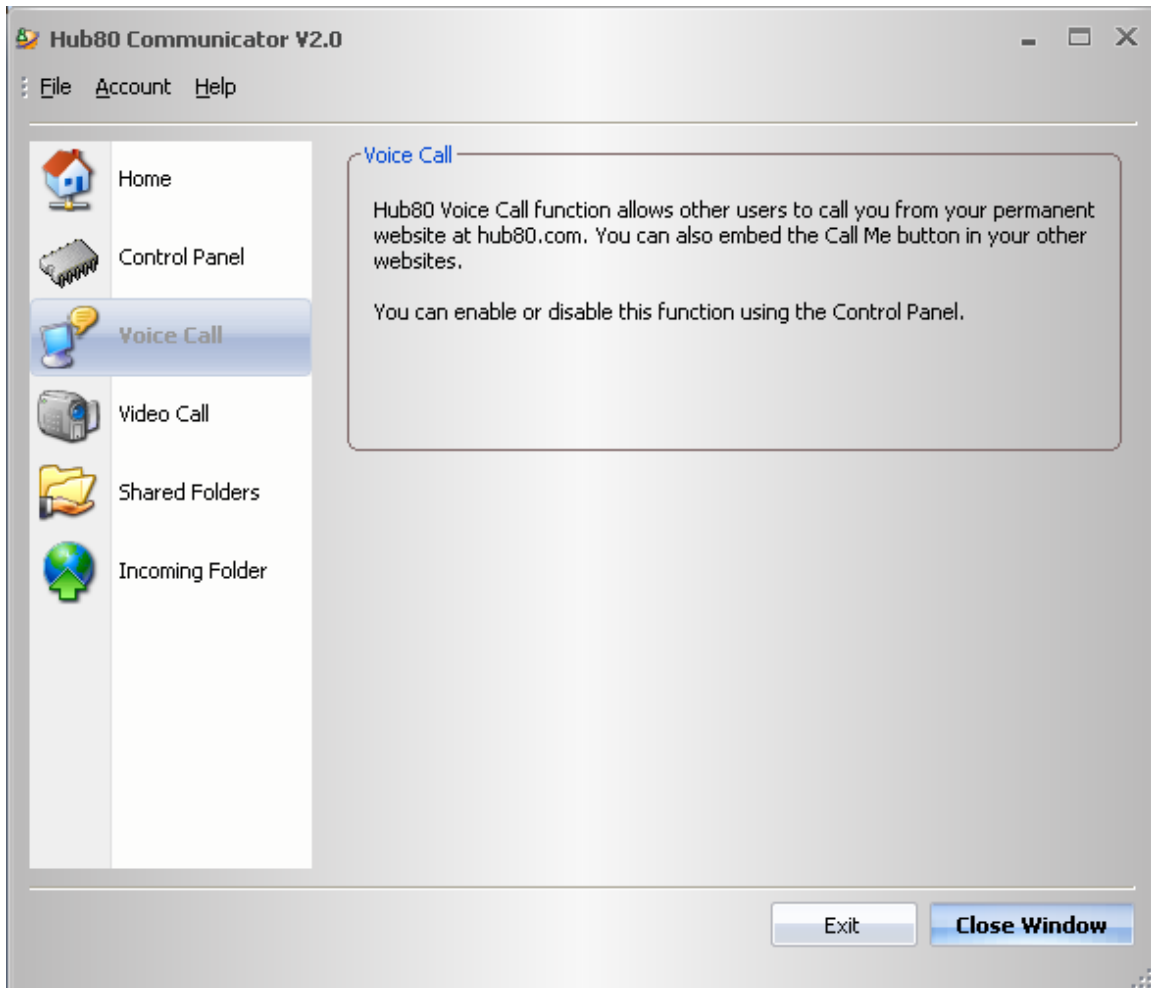 Hub80 Communicator V2.0
File Account Help
Home
Control Panel
Voice Call
Video Call
Shared Folders
Incoming Folder
Voice Call
Hub80 Voice Call function allows other users to call you from your permanent
website at hub80.com. You can also embed the Call Me button in your other
websites.
You can enable or disable this function using the Control Panel.
Exit
Close Window